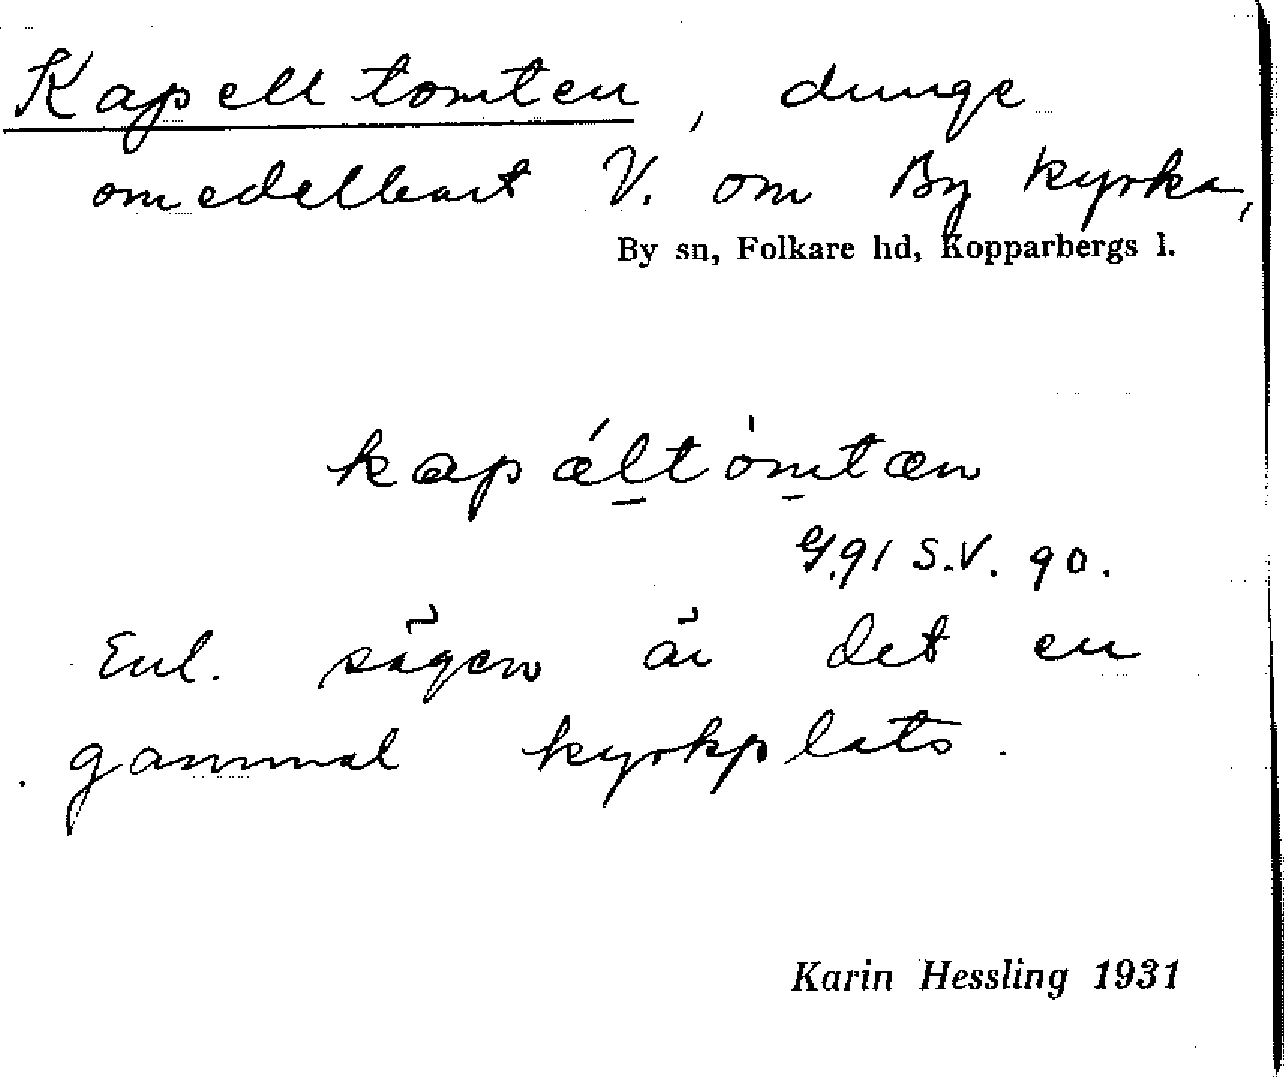 Kapelltomten, dunge
omedelbart V. om By kyrka,
By sn, Folkare hd, Kopparbergs l.
kapǽltòmtæn
G.91 S.V. 90.
Enl. sägen är det en
gammal kyrkplats.
Karin Hessling 1931